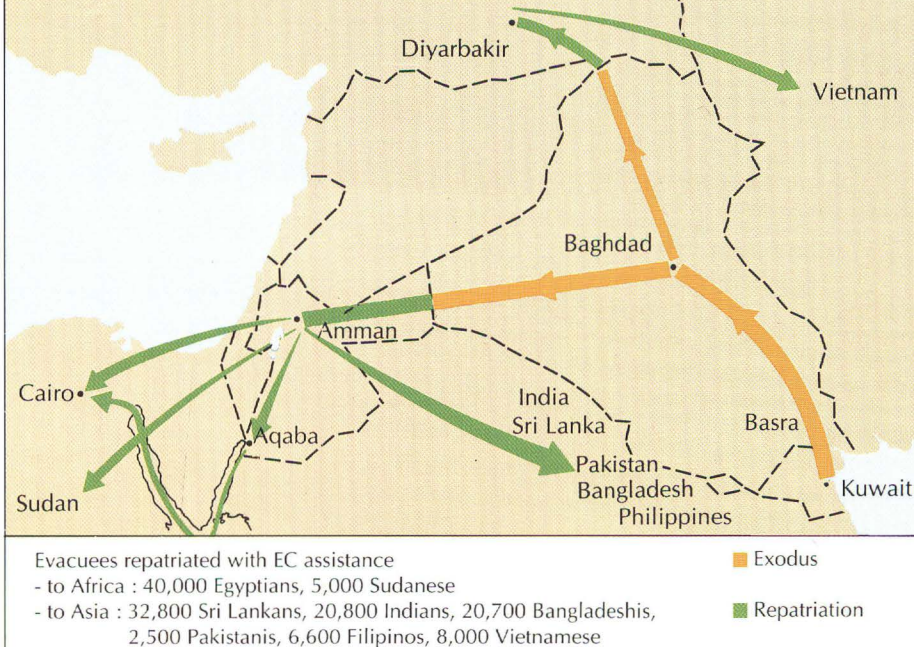 Diyarbakir
Vietnam
Baghdad
Amman
Cairo
India
Sri Lanka
Basra
Aqaba
Pakistan
Bangladesh
Philippines
Sudan
Kuwait
Evacuees repatriated with EC assistance
- to Africa : 40,000 Egyptians, 5,000 Sudanese
- to Asia : 32,800 Sri Lankans, 20,800 Indians, 20,700 Bangladeshis,
2,500 Pakistanis, 6,600 Filipinos, 8,000 Vietnamese
Exodus
Repatriation